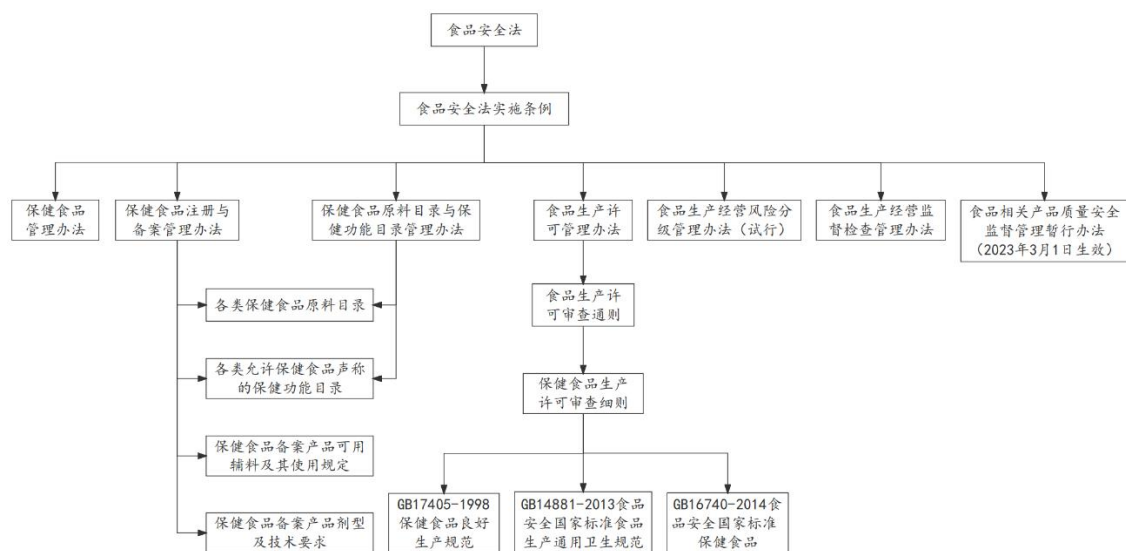 食品安全法
食品安全法实施条例
保健食品
管理办法
保健食品注册与
备案管理办法
保健食品原料目录与保
健功能目录管理办法
食品生产许
可管理办法
食品生产经营风险分
级管理办法（试行）
食品生产经营监
督检查管理办法
食品相关产品质量安全
监督管理暂行办法
（2023年3月1日生效）
各类保健食品原料目录
食品生产许
可审查通则
各类允许保健食品声称
的保健功能目录
保健食品生产
许可审查细则
保健食品备案产品可用
辅料及其使用规定
保健食品备案产品剂型
及技术要求
GB17405-1998
保健食品良好
生产规范
GB14881-2013食品
安全国家标准食品
生产通用卫生规范
GB16740-2014食
品安全国家标准
保健食品